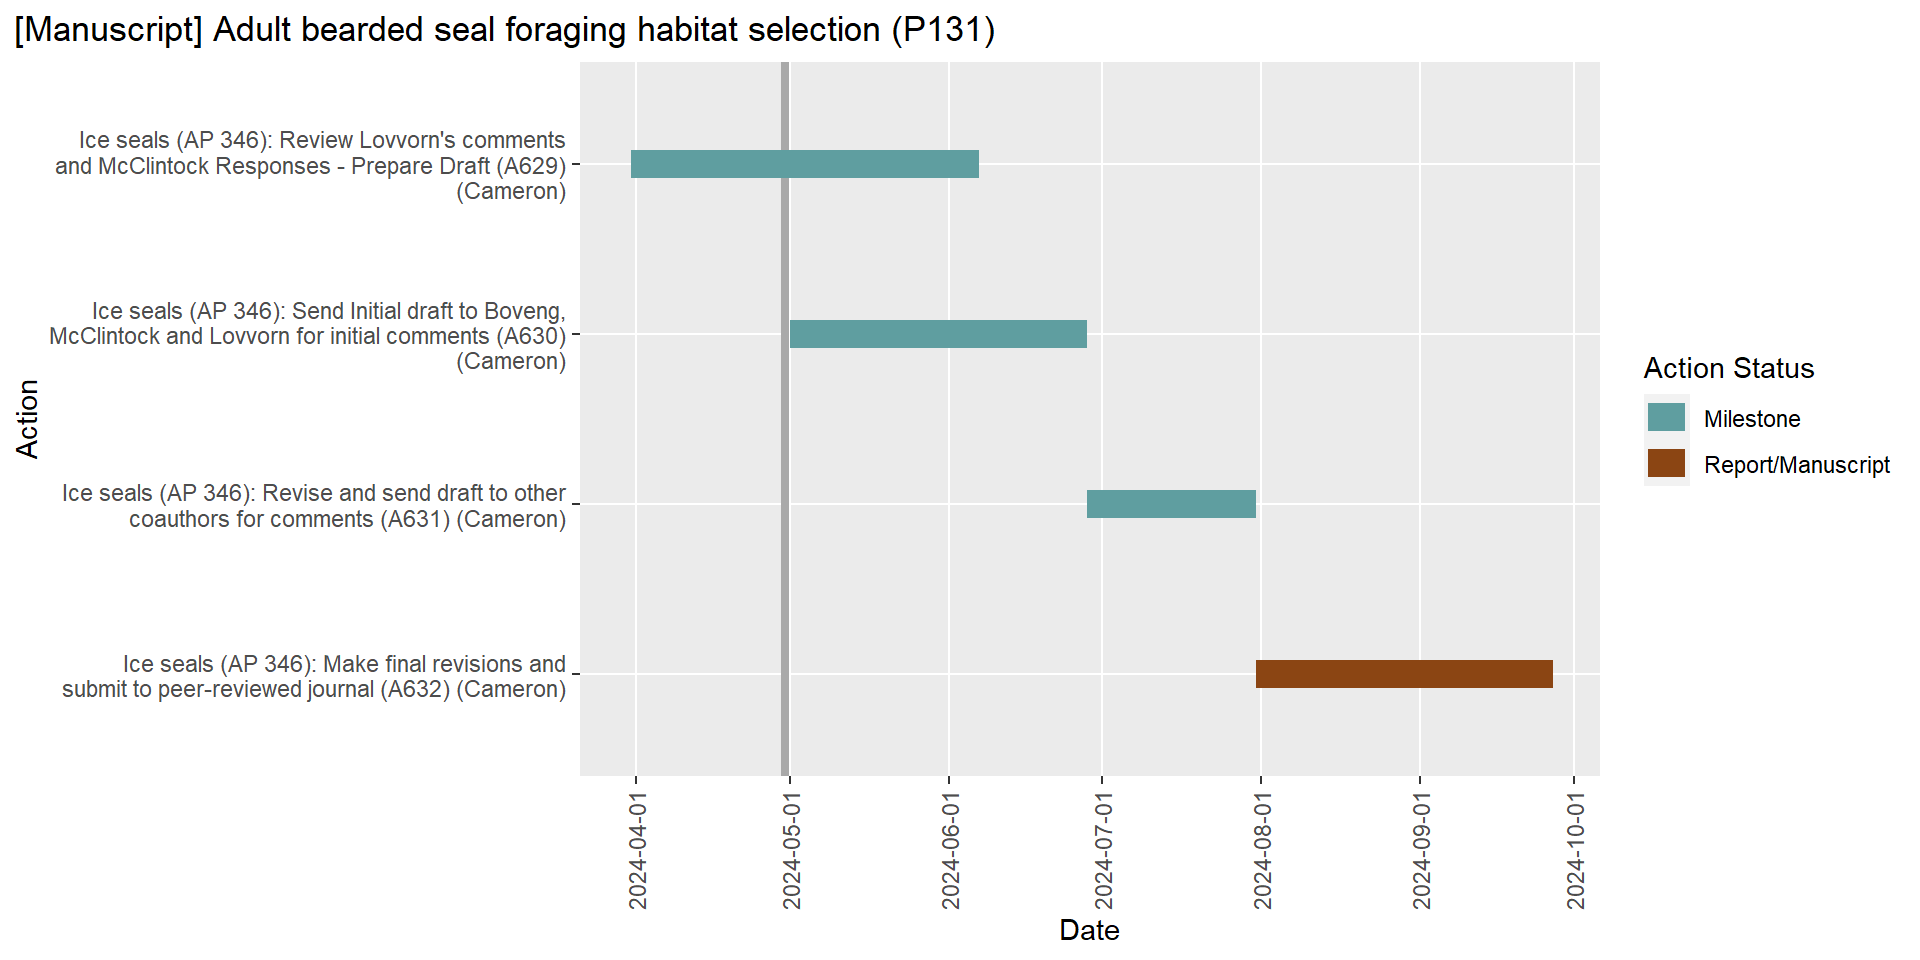 [Manuscript] Adult bearded seal foraging habitat selection (P131)
Ice seals (AP 346): Review Lovvorn's comments
and McClintock Responses - Prepare Draft (A629)
(Cameron)
Ice seals (AP 346): Send Initial draft to Boveng,
McClintock and Lovvorn for initial comments (A630)
(Cameron)
Ice seals (AP 346): Revise and send draft to other
coauthors for comments (A631) (Cameron)
Ice seals (AP 346): Make final revisions and
submit to peer-reviewed journal (A632) (Cameron)
Action
2024-04-01
2024-05-01
2024-06-01
2024-07-01
2024-08-01
2024-09-01
2024-10-01
Date
Action Status
Milestone
Report/Manuscript